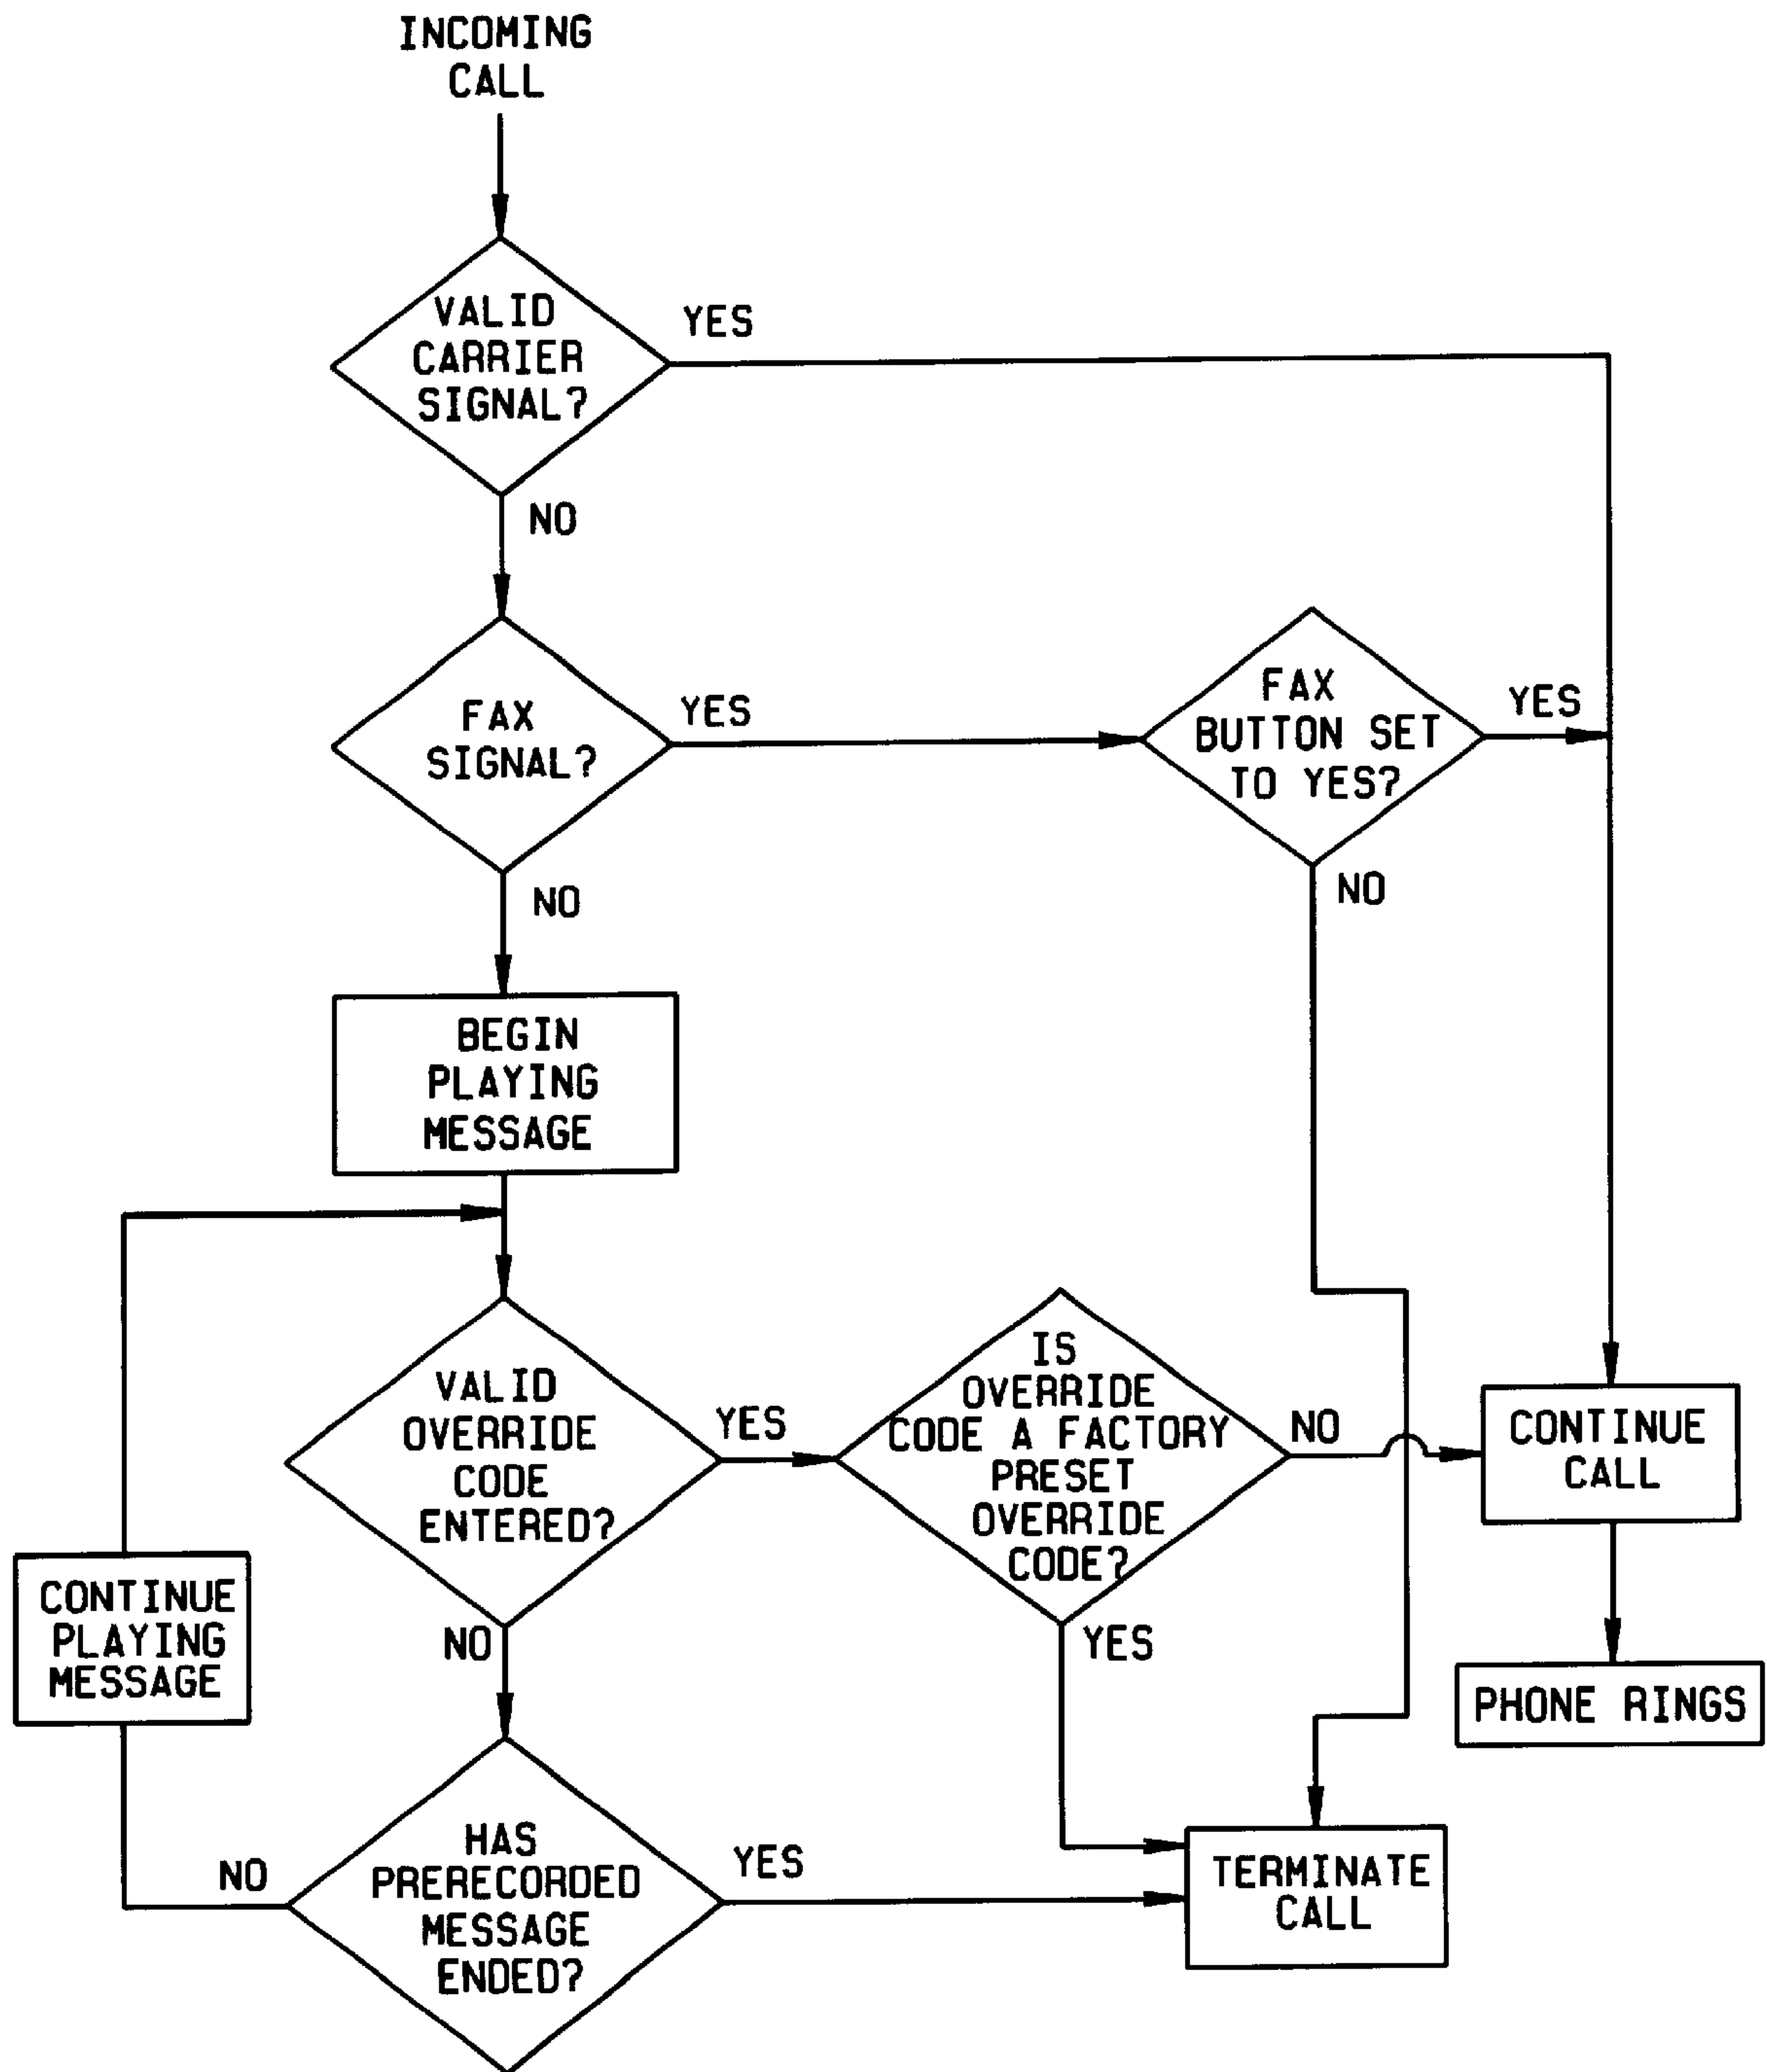 INCOMING
CALL
VALID
CARRIER
SIGNAL?
YES
NO
FAX
SIGNAL?
YES
FAX
BUTTON SET
TO YES?
YES
NO
NO
BEGIN
PLAYING
MESSAGE
VALID
OVERRIDE
CODE
ENTERED?
YES
IS
OVERRIDE
CODE A FACTORY
PRESET
OVERRIDE
CODE?
NO
CONTINUE
CALL
CONTINUE
PLAYING
MESSAGE
NO
YES
PHONE RINGS
HAS
PRERECORDED
MESSAGE
ENDED?
NO
YES
TERMINATE
CALL